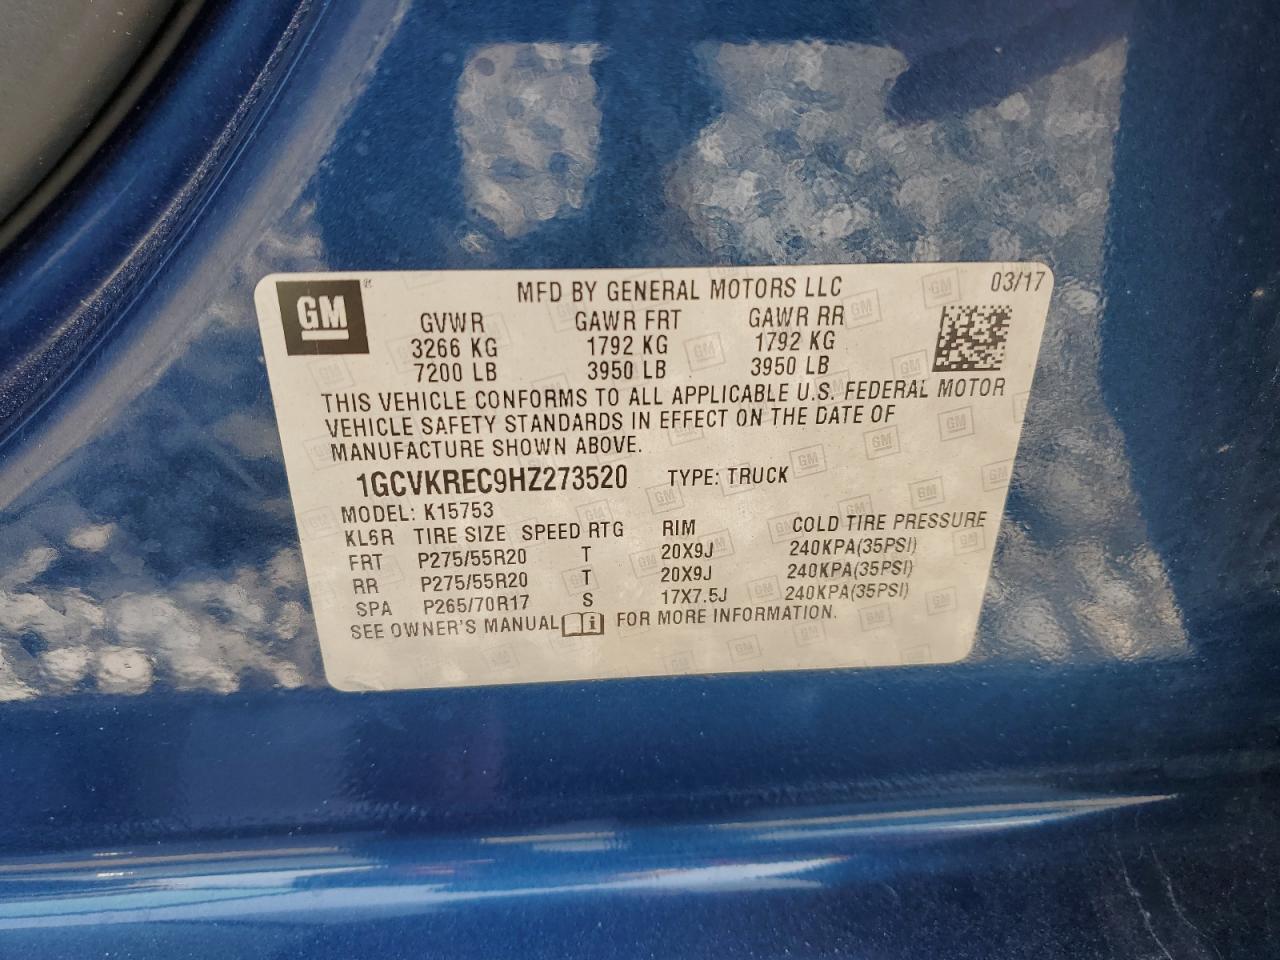 GM® MFD BY GENERAL MOTORS LLC 03/17
GVWR GAWR FRT GAWR RR
3266 KG 1792 KG 1792 KG
7200 LB 3950 LB 3950 LB
THIS VEHICLE CONFORMS TO ALL APPLICABLE U.S. FEDERAL MOTOR
VEHICLE SAFETY STANDARDS IN EFFECT ON THE DATE OF
MANUFACTURE SHOWN ABOVE.
1GCVKREC9HZ273520 TYPE: TRUCK
MODEL: K15753
KL6R TIRE SIZE SPEED RTG RIM COLD TIRE PRESSURE
FRT P275/55R20 T 20X9J 240KPA(35PSI)
RR P275/55R20 T 20X9J 240KPA(35PSI)
SPA P265/70R17 S 17X7.5J 240KPA(35PSI)
SEE OWNER'S MANUAL i FOR MORE INFORMATION.